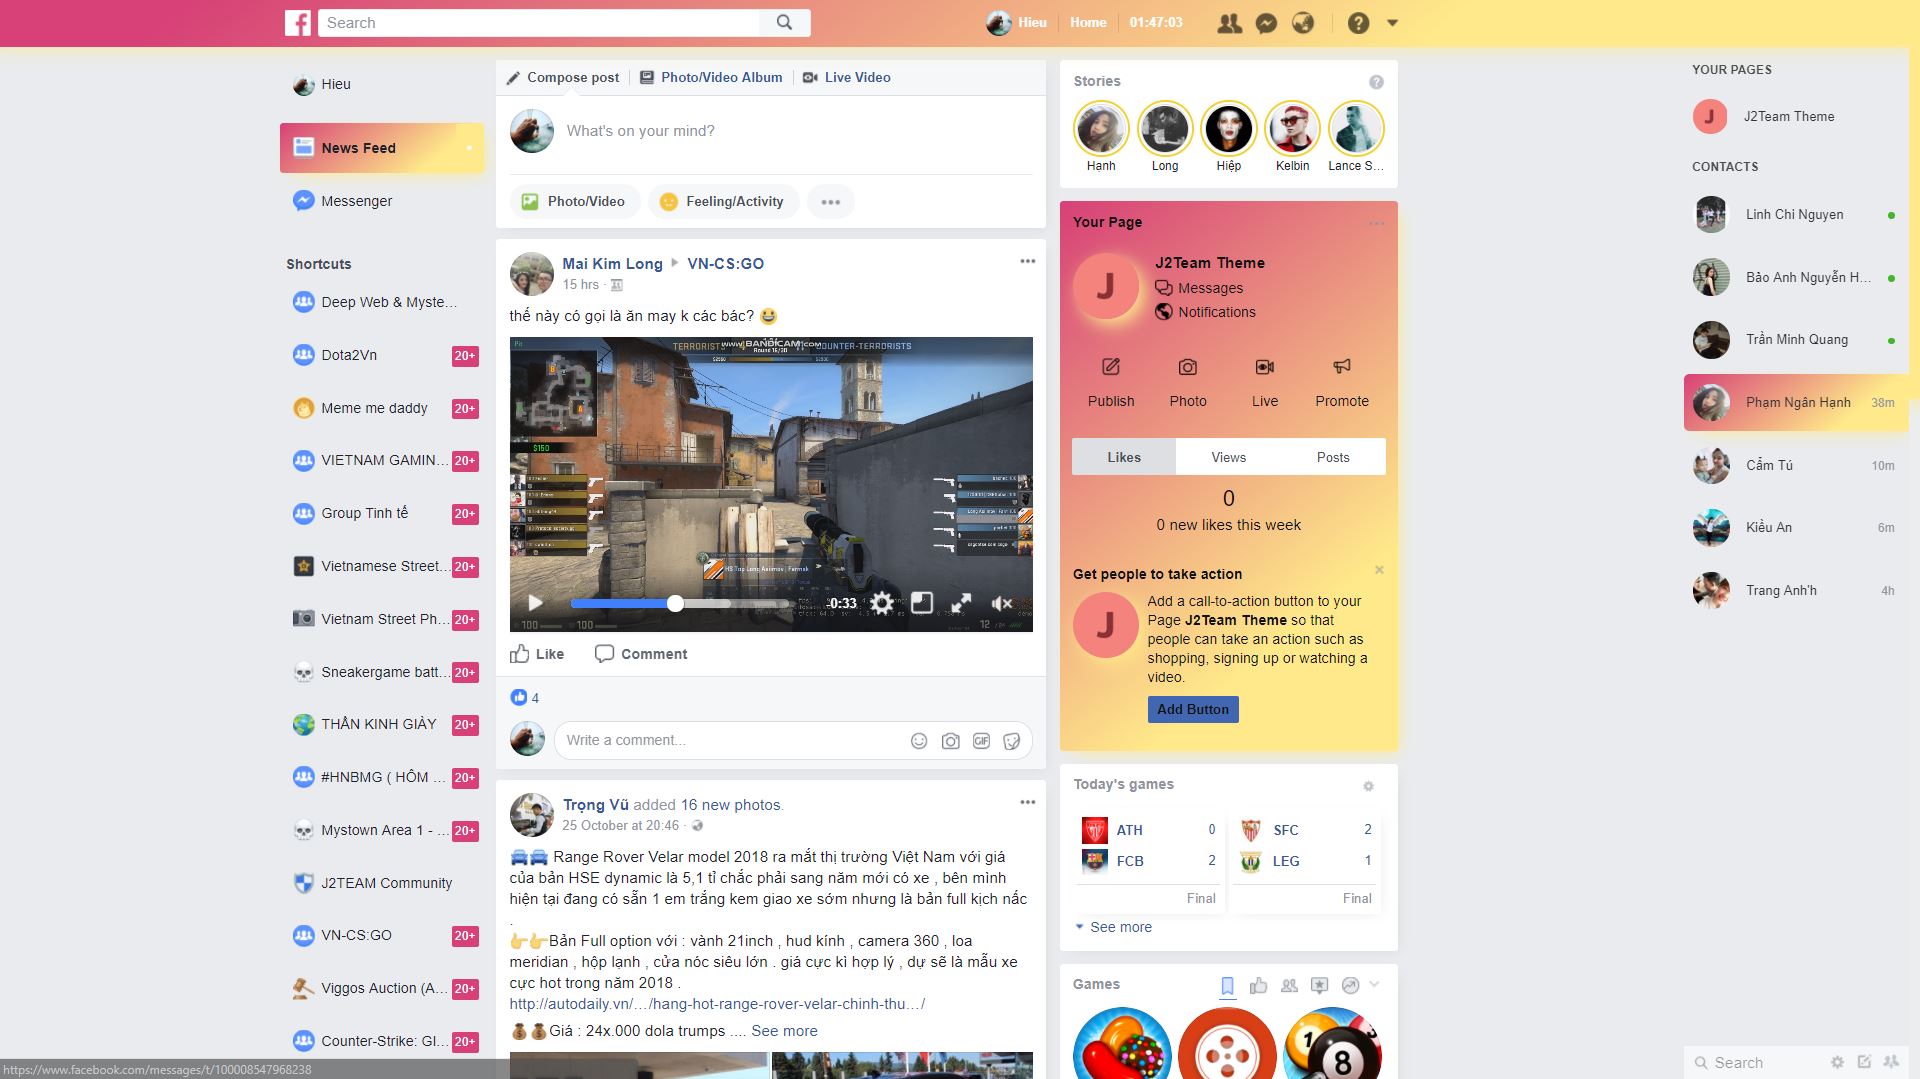 Search
Hieu
Home
01:47:03
Hieu
News Feed
Messenger
Shortcuts
Deep Web & Myste…
Dota2Vn 20+
Meme me daddy 20+
VIETNAM GAMIN… 20+
Group Tinh tế 20+
Vietnamese Street… 20+
Vietnam Street Ph… 20+
Sneakergame batt… 20+
THẦN KINH GIÀY 20+
#HNBMG ( HÔM … 20+
Mystown Area 1 - … 20+
J2TEAM Community
VN-CS:GO 20+
Viggos Auction (A… 20+
Counter-Strike: Gl… 20+
https://www.facebook.com/messages/t/100008547968238
Compose post
Photo/Video Album
Live Video
What's on your mind?
Photo/Video
Feeling/Activity
Mai Kim Long
VN-CS:GO
15 hrs ·
thế này có gọi là ăn may k các bác?
Pit
TERRORISTS
www.BANDICAM.com
COUNTER-TERRORISTS
Round 16/30
$150
0:33
100
100
12
Like
Comment
4
Write a comment...
GIF
Trọng Vũ added 16 new photos.
25 October at 20:46 ·
Range Rover Velar model 2018 ra mắt thị trường Việt Nam với giá
của bản HSE dynamic là 5,1 tỉ chắc phải sang năm mới có xe , bên mình
hiện tại đang có sẵn 1 em trắng kem giao xe sớm nhưng là bản full kịch nấc
.
Bản Full option với : vành 21inch , hud kính , camera 360 , loa
meridian , hộp lạnh , cửa nóc siêu lớn . giá cực kì hợp lý , dự sẽ là mẫu xe
cực hot trong năm 2018 .
http://autodaily.vn/…/hang-hot-range-rover-velar-chinh-thu…/
Giá : 24x.000 dola trumps .... See more
Stories
Hạnh
Long
Hiệp
Kelbin
Lance S…
Your Page
J
J2Team Theme
Messages
Notifications
Publish
Photo
Live
Promote
Likes
Views
Posts
0
0 new likes this week
Get people to take action
J
Add a call-to-action button to your
Page J2Team Theme so that
people can take an action such as
shopping, signing up or watching a
video.
Add Button
Today's games
ATH 0
FCB 2
Final
SFC 2
LEG 1
Final
See more
Games
1
8
YOUR PAGES
J
J2Team Theme
CONTACTS
Linh Chi Nguyen
Bảo Anh Nguyễn H…
Trần Minh Quang
Phạm Ngân Hạnh 38m
Cẩm Tú 10m
Kiều An 6m
Trang Anh'h 4h
Search